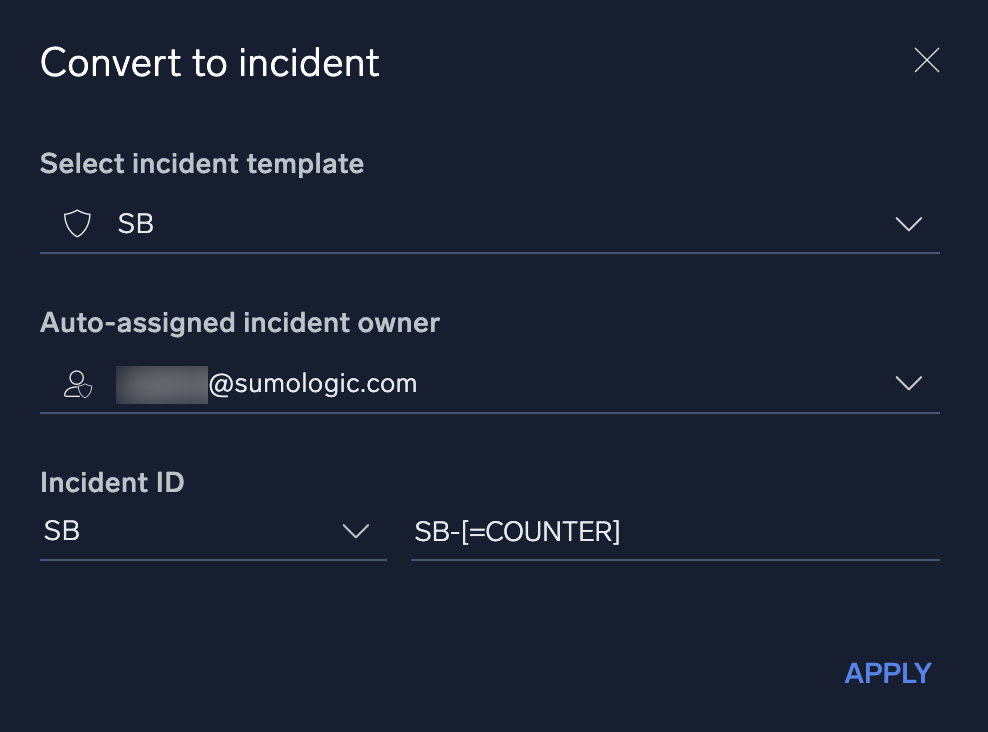 Convert to incident
Select incident template
SB
Auto-assigned incident owner
@sumologic.com
Incident ID
SB
SB-[=COUNTER]
APPLY